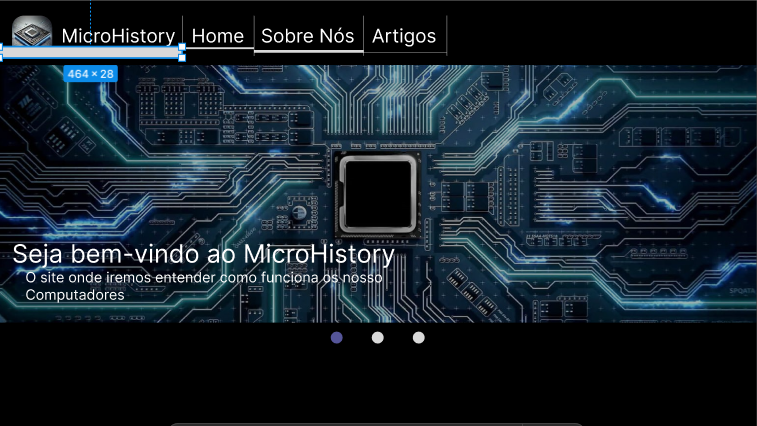 MicroHistory
Home
Sobre Nós
Artigos
464 × 28
Seja bem-vindo ao MicroHistory
O site onde iremos entender como funciona os nosso
Computadores